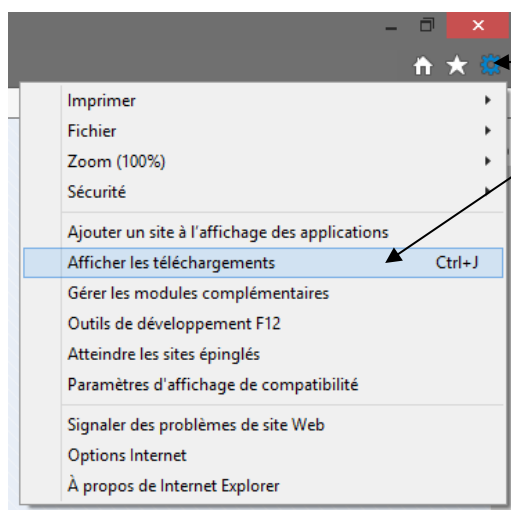 Imprimer
Fichier
Zoom (100%)
Sécurité
Ajouter un site à l'affichage des applications
Afficher les téléchargements Ctrl+J
Gérer les modules complémentaires
Outils de développement F12
Atteindre les sites épinglés
Paramètres d'affichage de compatibilité
Signaler des problèmes de site Web
Options Internet
À propos de Internet Explorer